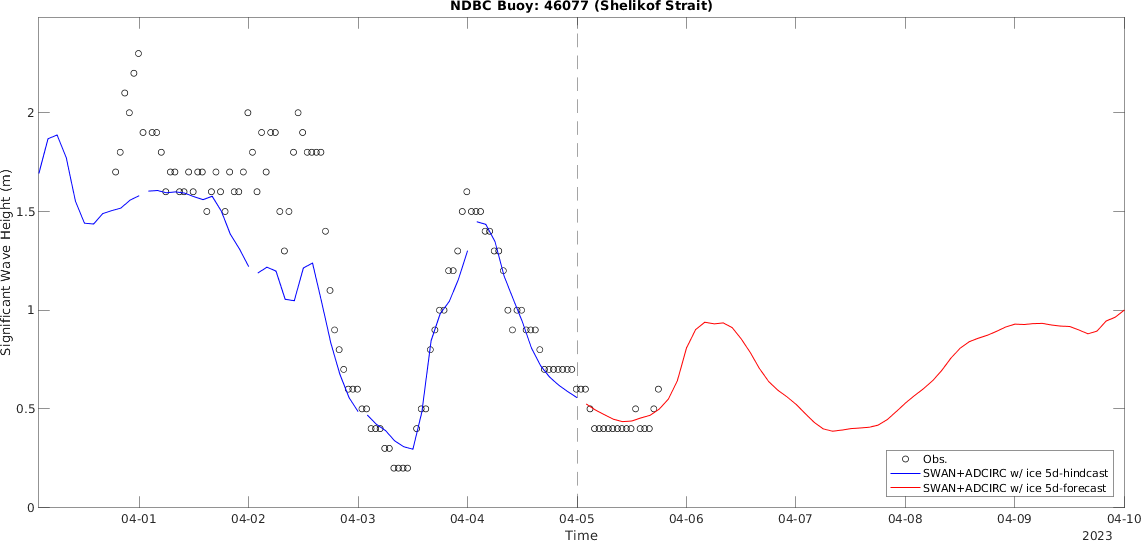 NDBC Buoy: 46077 (Shelikof Strait)
Significant Wave Height (m)
2
1.5
1
0.5
0
Obs.
SWAN+ADCIRC w/ ice 5d-hindcast
SWAN+ADCIRC w/ ice 5d-forecast
04-01 04-02 04-03 04-04 04-05 04-06 04-07 04-08 04-09 04-10
Time
2023